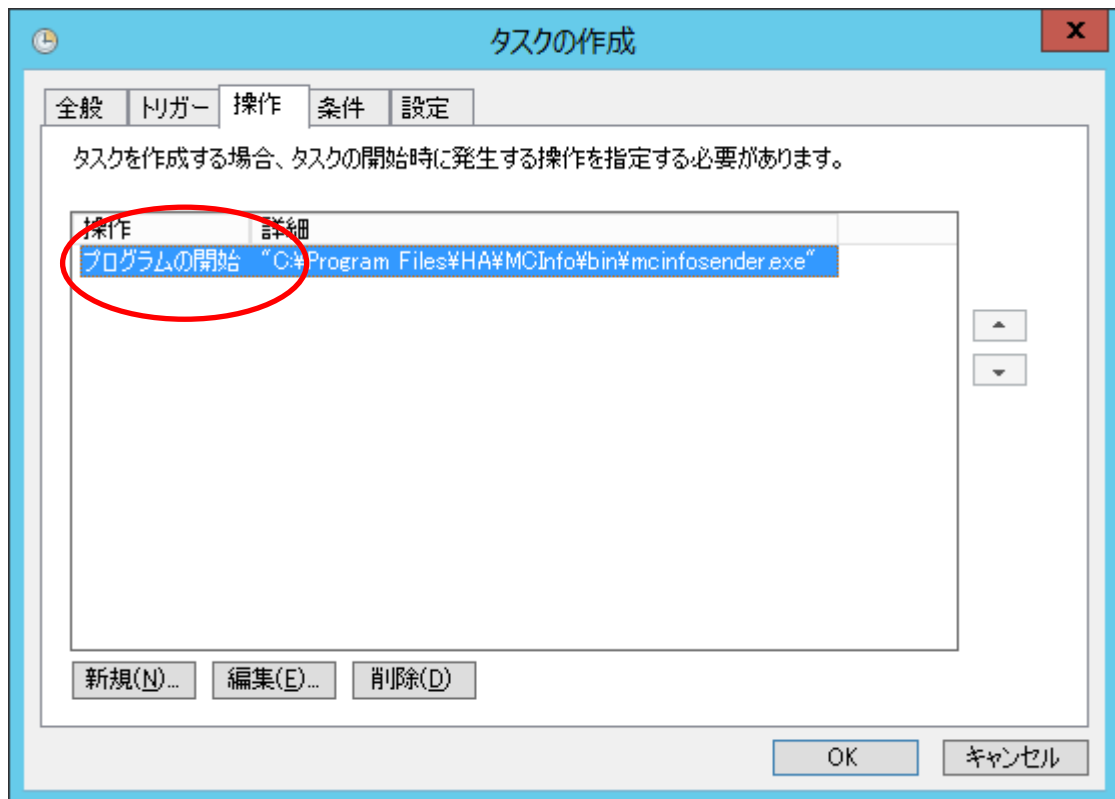 タスクの作成
x
全般 トリガー 操作 条件 設定
タスクを作成する場合、タスクの開始時に発生する操作を指定する必要があります。
操作 詳細
プログラムの開始 "C:¥Program Files¥HA¥MCInfo¥bin¥mcinfosender.exe"
新規(N)... 編集(E)... 削除(D)
OK キャンセル